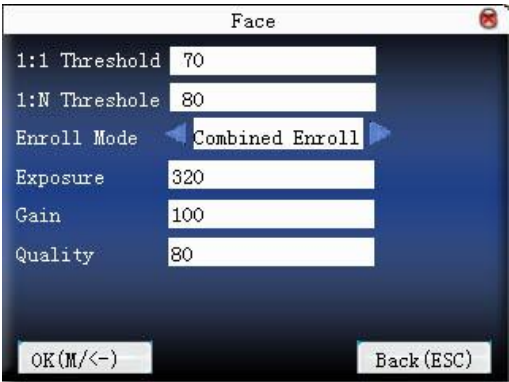 Face
1:1 Threshold 70
1:N Threshole 80
Enroll Mode Combined Enroll
Exposure 320
Gain 100
Quality 80
OK(M/<-) Back(ESC)